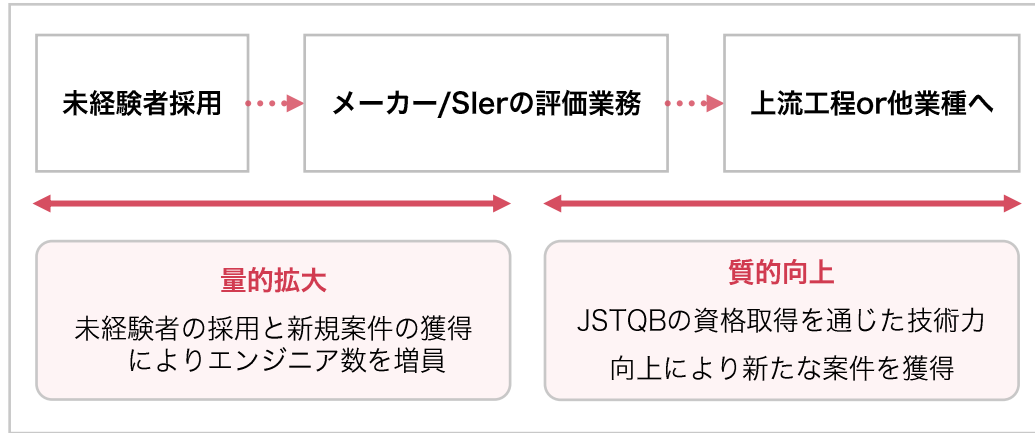 未経験者採用
メーカー/SIerの評価業務
上流工程or他業種へ
量的拡大
未経験者の採用と新規案件の獲得
によりエンジニア数を増員
質的向上
JSTQBの資格取得を通じた技術力
向上により新たな案件を獲得